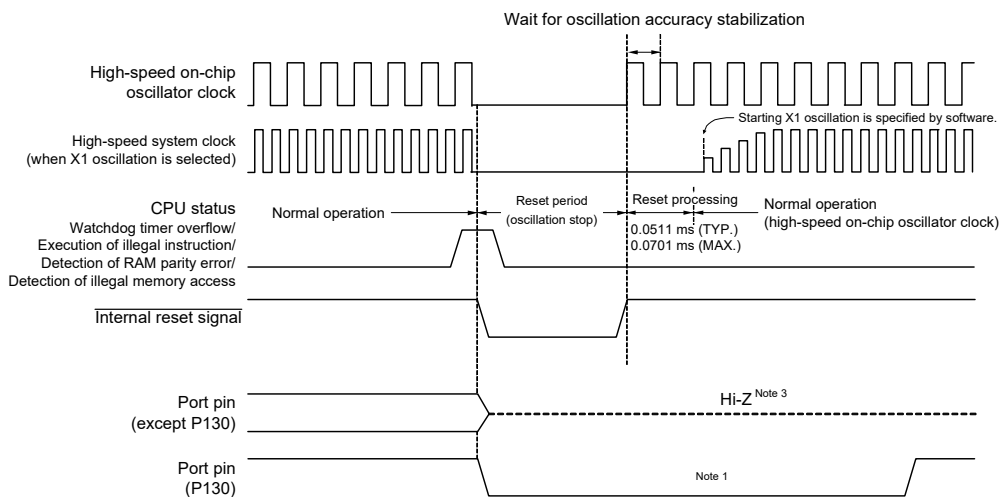 Wait for oscillation accuracy stabilization
High-speed on-chip
oscillator clock
Starting X1 oscillation is specified by software.
High-speed system clock
(when X1 oscillation is selected)
CPU status
Normal operation
Reset period
(oscillation stop)
Reset processing
0.0511 ms (TYP.)
0.0701 ms (MAX.)
Normal operation
(high-speed on-chip oscillator clock)
Watchdog timer overflow/
Execution of illegal instruction/
Detection of RAM parity error/
Detection of illegal memory access
Internal reset signal
Port pin
(except P130)
Hi-Z Note 3
Port pin
(P130)
Note 1